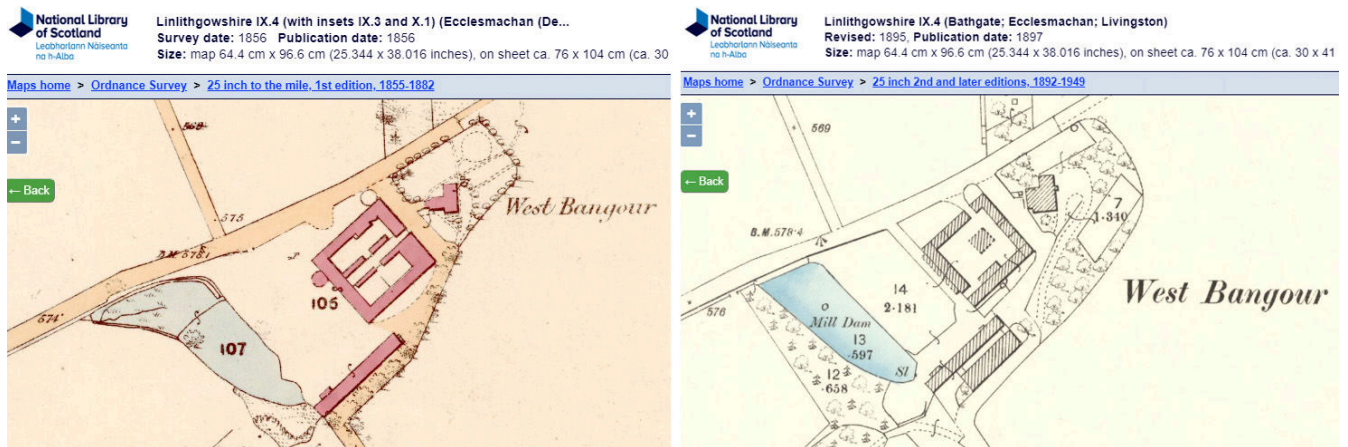 National Library
of Scotland
Leabharlann Nàiseanta
na h-Alba
Linlithgowshire IX.4 (with insets IX.3 and X.1) (Ecclesmachan (De...
Survey date: 1856 Publication date: 1856
Size: map 64.4 cm x 96.6 cm (25.344 x 38.016 inches), on sheet ca. 76 x 104 cm (ca. 30
Maps home > Ordnance Survey > 25 inch to the mile, 1st edition, 1855-1882
+
−
← Back
569
575
West Bangour
B.M. 578.1
105
574
107
National Library
of Scotland
Leabharlann Nàiseanta
na h-Alba
Linlithgowshire IX.4 (Bathgate; Ecclesmachan; Livingston)
Revised: 1895, Publication date: 1897
Size: map 64.4 cm x 96.6 cm (25.344 x 38.016 inches), on sheet ca. 76 x 104 cm (ca. 30 x 41
Maps home > Ordnance Survey > 25 inch 2nd and later editions, 1892-1949
+
−
← Back
569
7
1·340
B.M. 578·4
West Bangour
14
2·181
576
Mill Dam
13
·597
Sl
12
·658